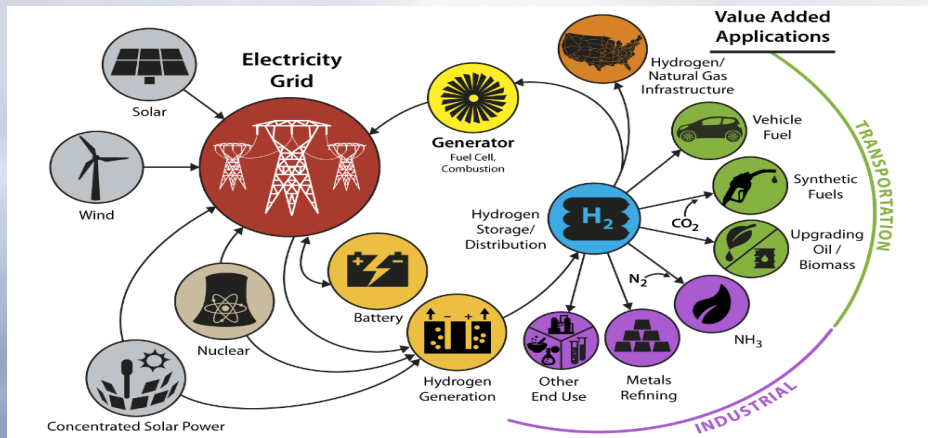 Value Added
Applications
Electricity
Grid
Solar
Wind
Concentrated Solar Power
Nuclear
Battery
Generator
Fuel Cell,
Combustion
Hydrogen
Generation
Hydrogen
Storage/
Distribution
H2
Hydrogen/
Natural Gas
Infrastructure
Vehicle
Fuel
Synthetic
Fuels
CO2
Upgrading
Oil /
Biomass
N2
NH3
Metals
Refining
Other
End Use
TRANSPORTATION
INDUSTRIAL